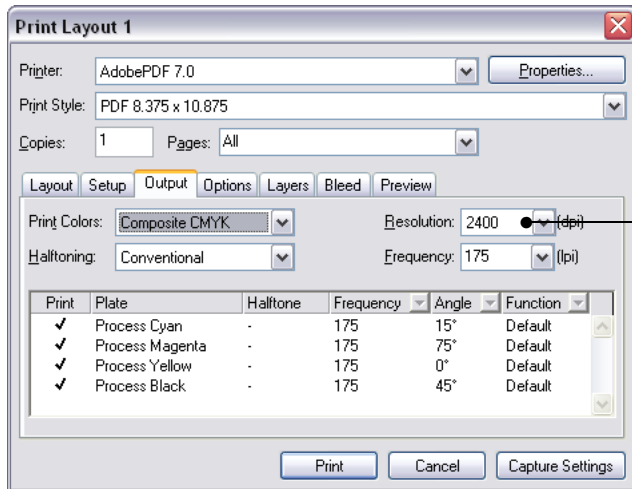 Print Layout 1
Printer: AdobePDF 7.0 Properties...
Print Style: PDF 8.375 x 10.875
Copies: 1 Pages: All
Layout Setup Output Options Layers Bleed Preview
Print Colors: Composite CMYK Resolution: 2400 (dpi)
Halftoning: Conventional Frequency: 175 (lpi)
Print Plate Halftone Frequency Angle Function
Process Cyan - 175 15° Default
Process Magenta - 175 75° Default
Process Yellow - 175 0° Default
Process Black - 175 45° Default
Print Cancel Capture Settings